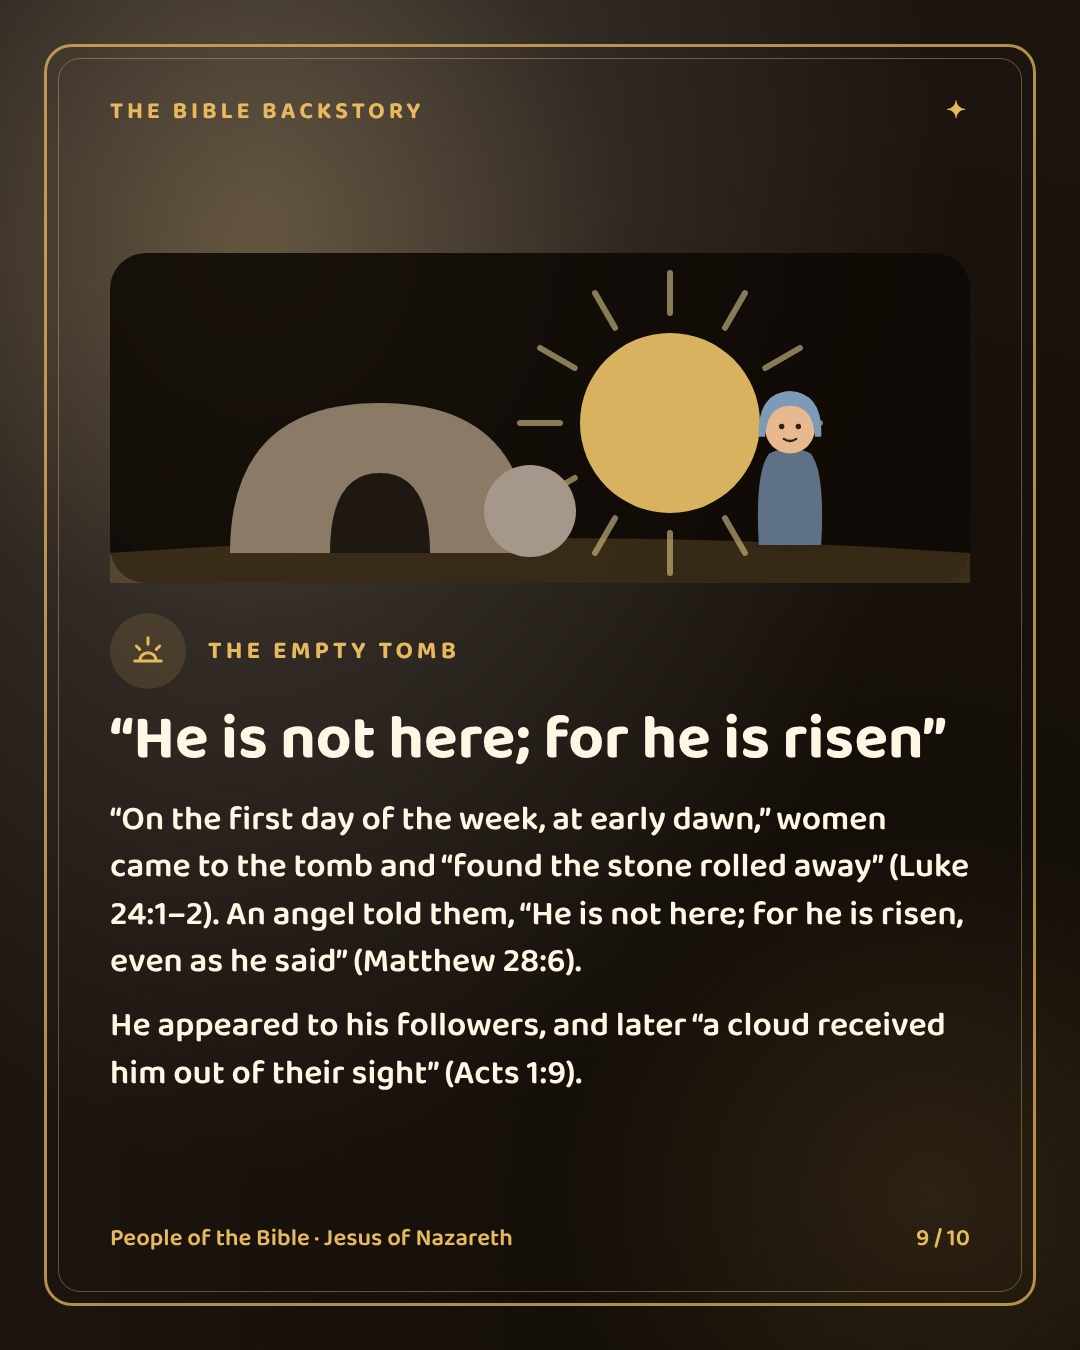 THE BIBLE BACKSTORY
THE EMPTY TOMB
“He is not here; for he is risen”
“On the first day of the week, at early dawn,” women
came to the tomb and “found the stone rolled away” (Luke
24:1–2). An angel told them, “He is not here; for he is risen,
even as he said” (Matthew 28:6).
He appeared to his followers, and later “a cloud received
him out of their sight” (Acts 1:9).
People of the Bible · Jesus of Nazareth
9 / 10